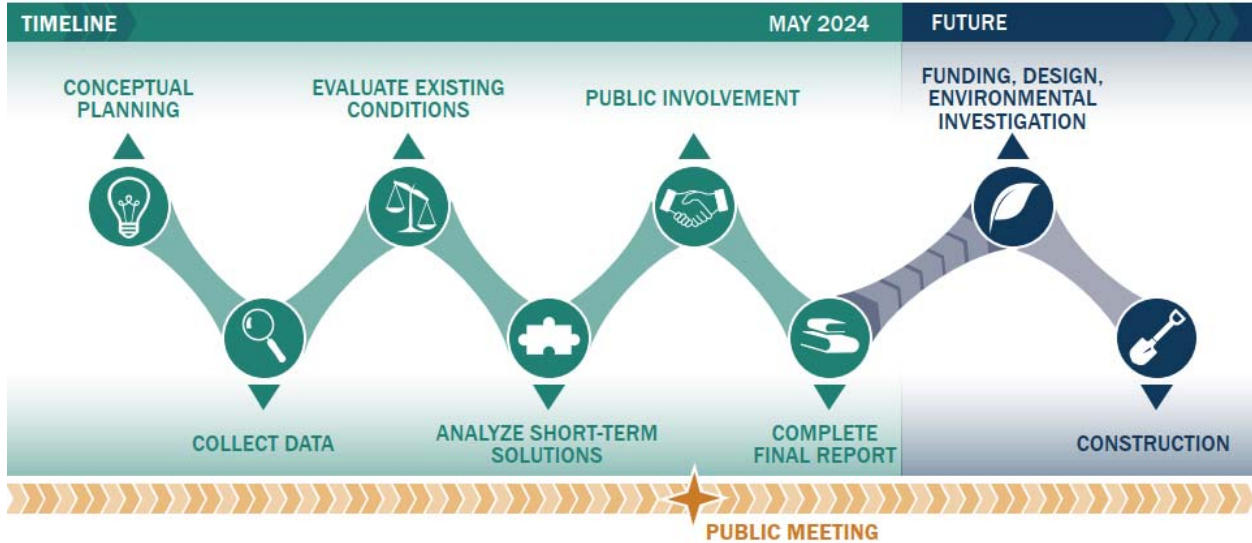 TIMELINE
MAY 2024
FUTURE
CONCEPTUAL
PLANNING
EVALUATE EXISTING
CONDITIONS
PUBLIC INVOLVEMENT
FUNDING, DESIGN,
ENVIRONMENTAL
INVESTIGATION
COLLECT DATA
ANALYZE SHORT-TERM
SOLUTIONS
COMPLETE
FINAL REPORT
CONSTRUCTION
PUBLIC MEETING